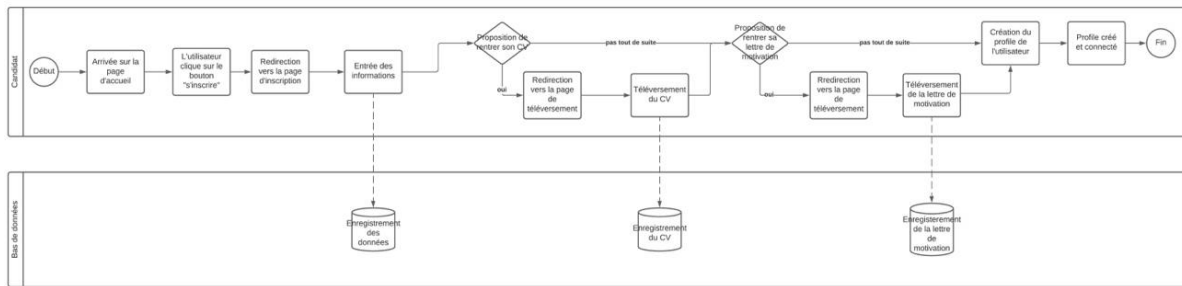 Candidat
Début
Arrivée sur la
page
d'accueil
L'utilisateur
clique sur le
bouton
"s'inscrire"
Redirection
vers la page
d'inscription
Entrée des
informations
Proposition de
rentrer son CV
pas tout de suite
oui
Rredirection
vers la page
de
téléversement
Téléversement
du CV
Proposition de
rentrer sa
lettre de
motivation
pas tout de suite
oui
Rredirection
vers la page de
téléversement
Téléversement
de la lettre de
motivation
Création du
profile de
l'utilisateur
Profile créé
et connecté
Fin
Bas de données
Enregistrement
des
données
Enregistrement
du CV
Enregisterement
de la lettre
de
motivation